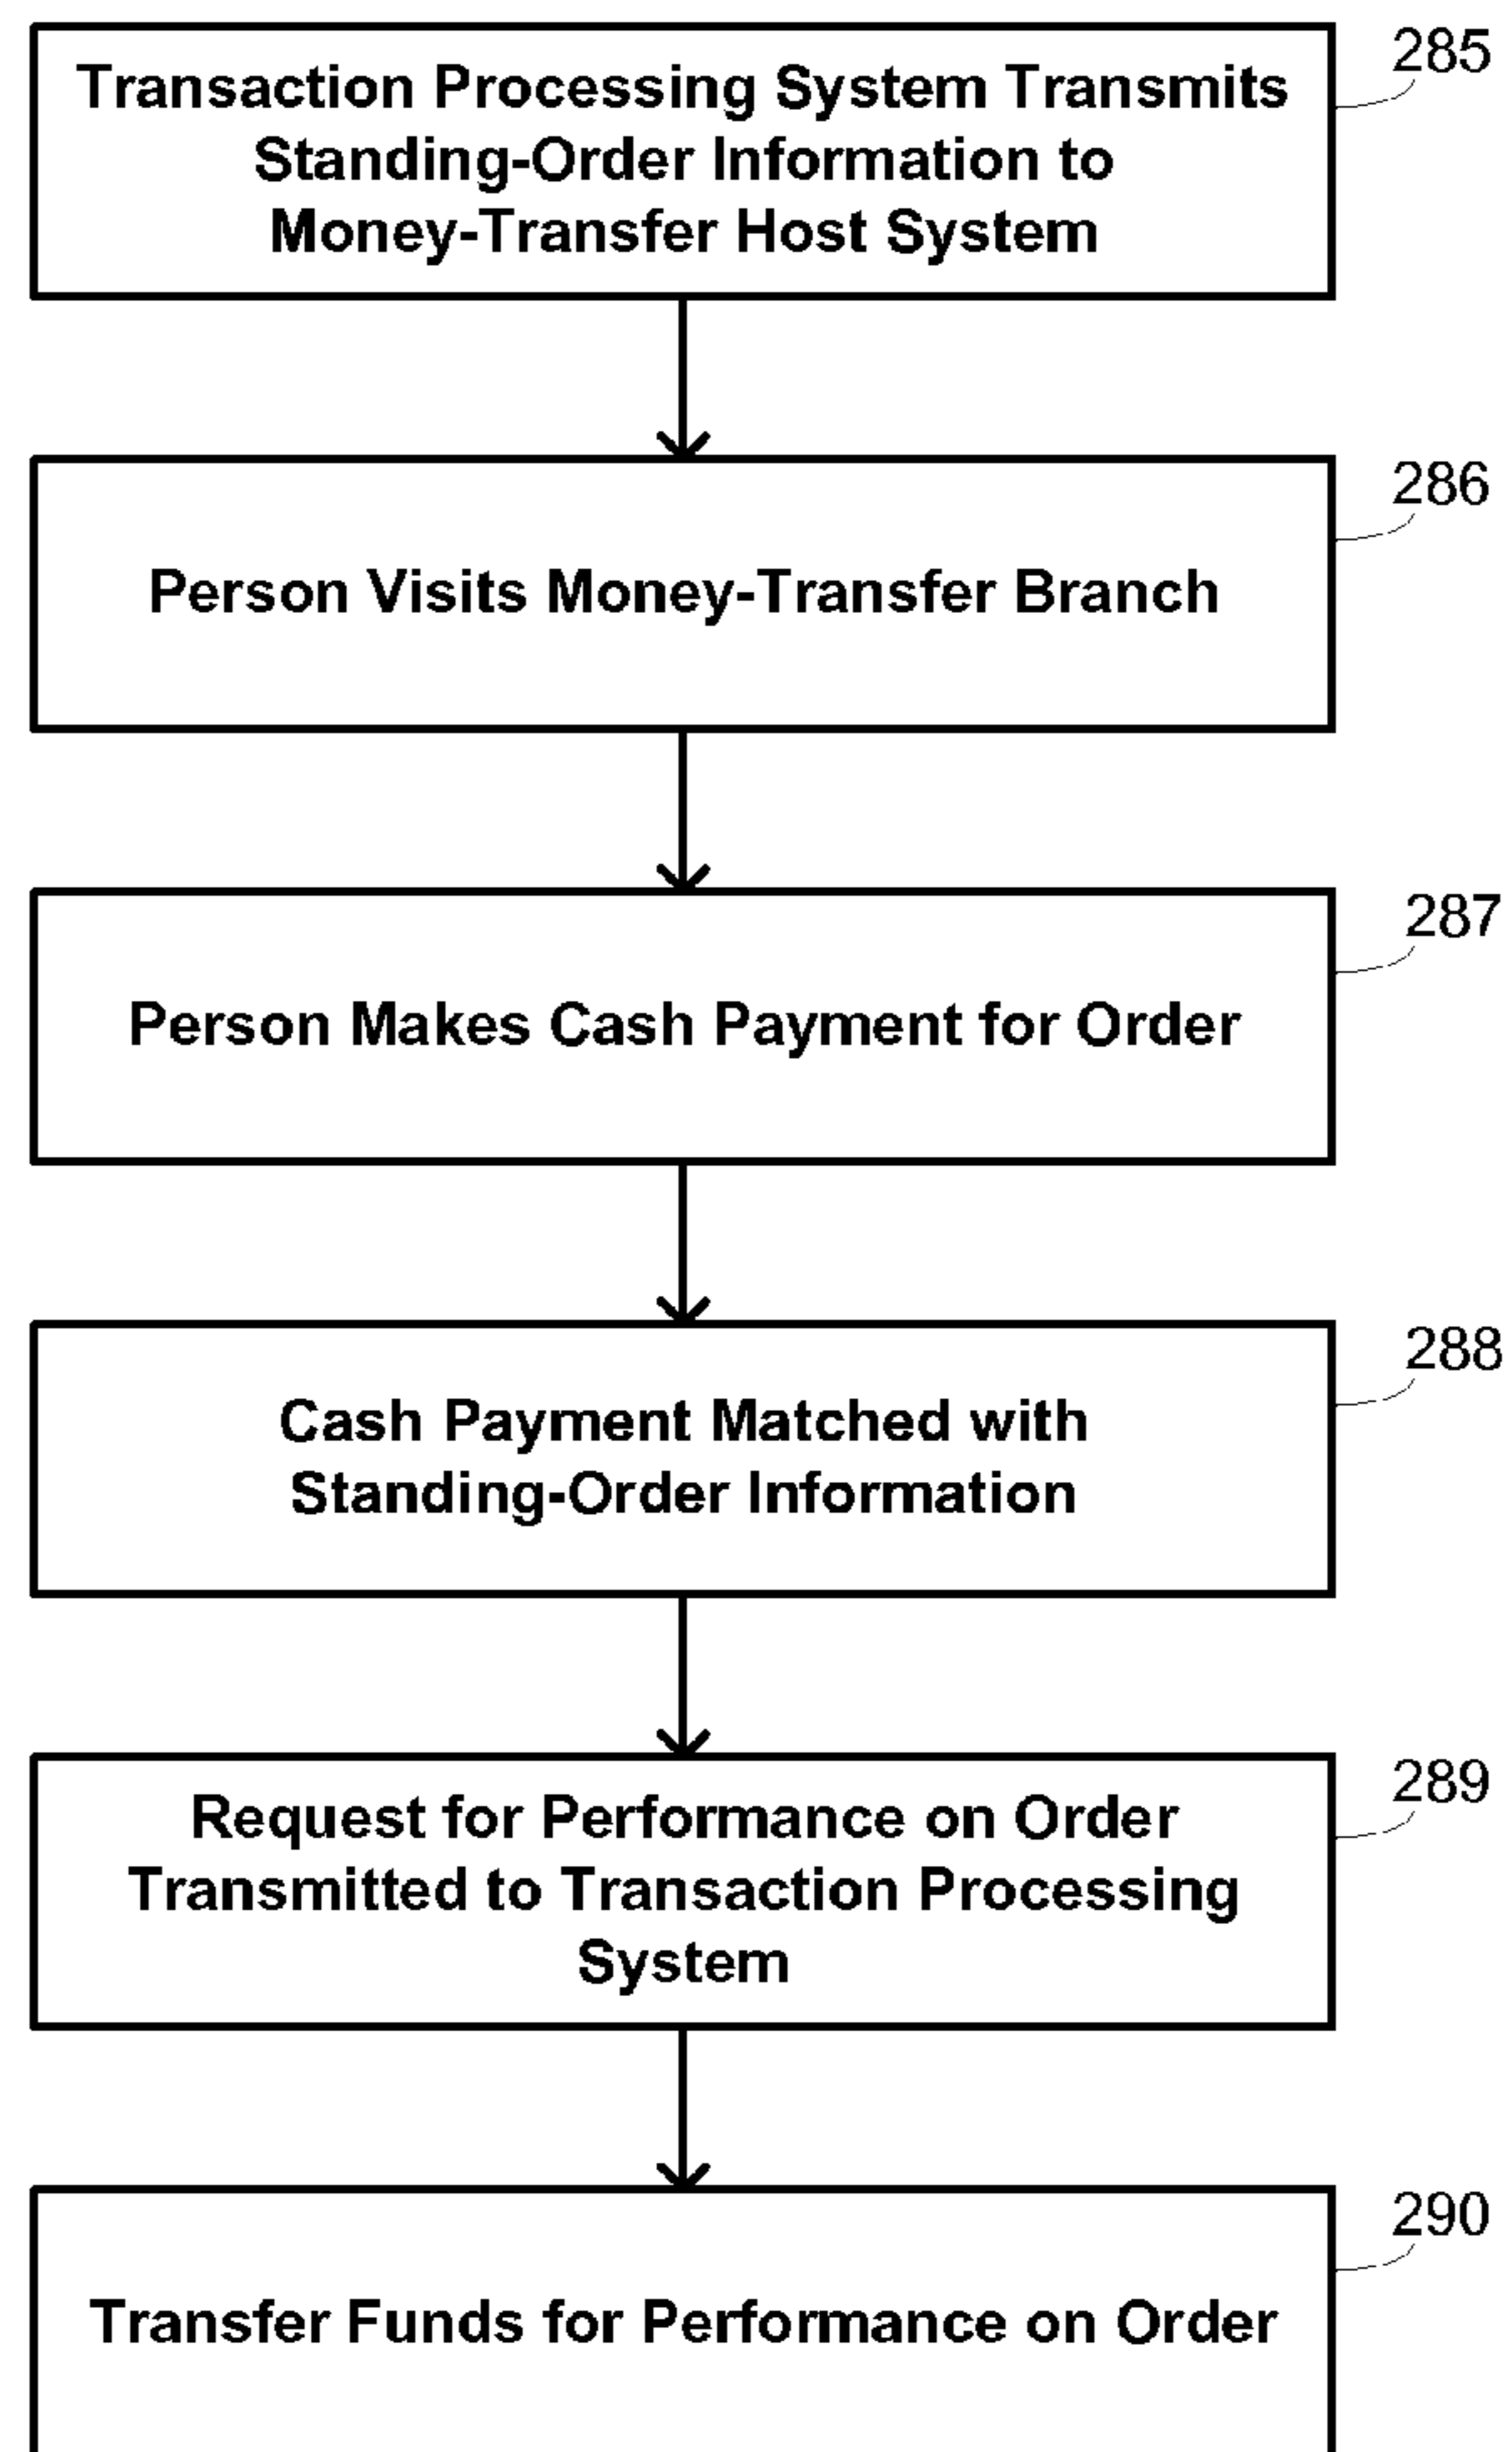 285
Transaction Processing System Transmits
Standing-Order Information to
Money-Transfer Host System
286
Person Visits Money-Transfer Branch
287
Person Makes Cash Payment for Order
288
Cash Payment Matched with
Standing-Order Information
289
Request for Performance on Order
Transmitted to Transaction Processing
System
290
Transfer Funds for Performance on Order